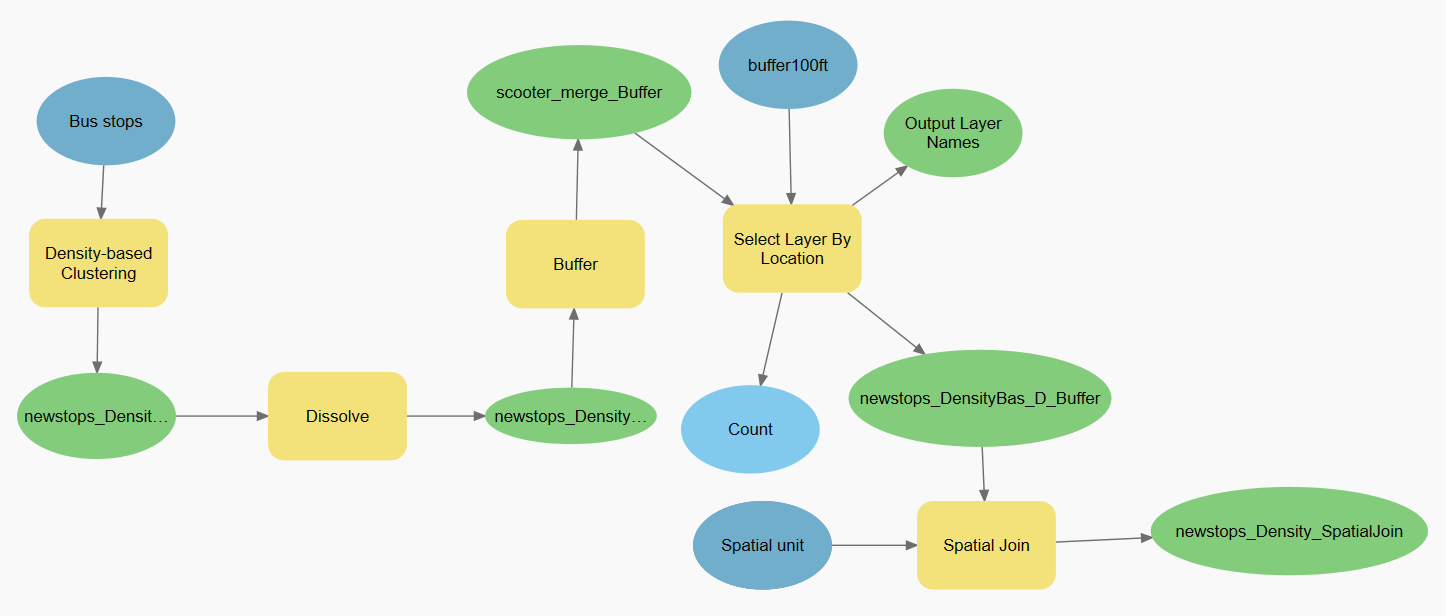 Bus stops
Density-based
Clustering
newstops_Densit…
Dissolve
newstops_Density…
Buffer
scooter_merge_Buffer
buffer100ft
Select Layer By
Location
Output Layer
Names
Count
newstops_DensityBas_D_Buffer
Spatial unit
Spatial Join
newstops_Density_SpatialJoin